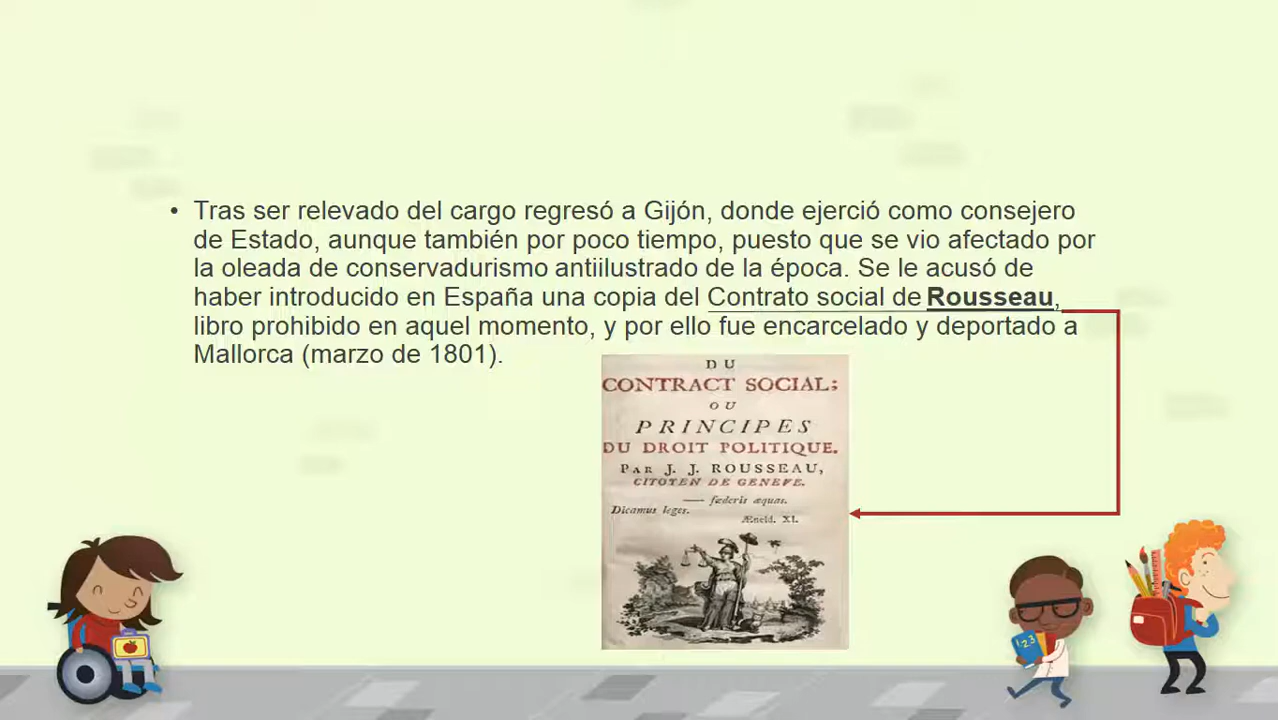 • Tras ser relevado del cargo regresó a Gijón, donde ejerció como consejero
de Estado, aunque también por poco tiempo, puesto que se vio afectado por
la oleada de conservadurismo antiilustrado de la época. Se le acusó de
haber introducido en España una copia del Contrato social de Rousseau,
libro prohibido en aquel momento, y por ello fue encarcelado y deportado a
Mallorca (marzo de 1801).
DU
CONTRACT SOCIAL;
OU
PRINCIPES
DU DROIT POLITIQUE.
PAR J. J. ROUSSEAU,
CITOYEN DE GENEVE.
— fœderis æquas.
Dicamus leges.
Æneid. XI.
1 2 3